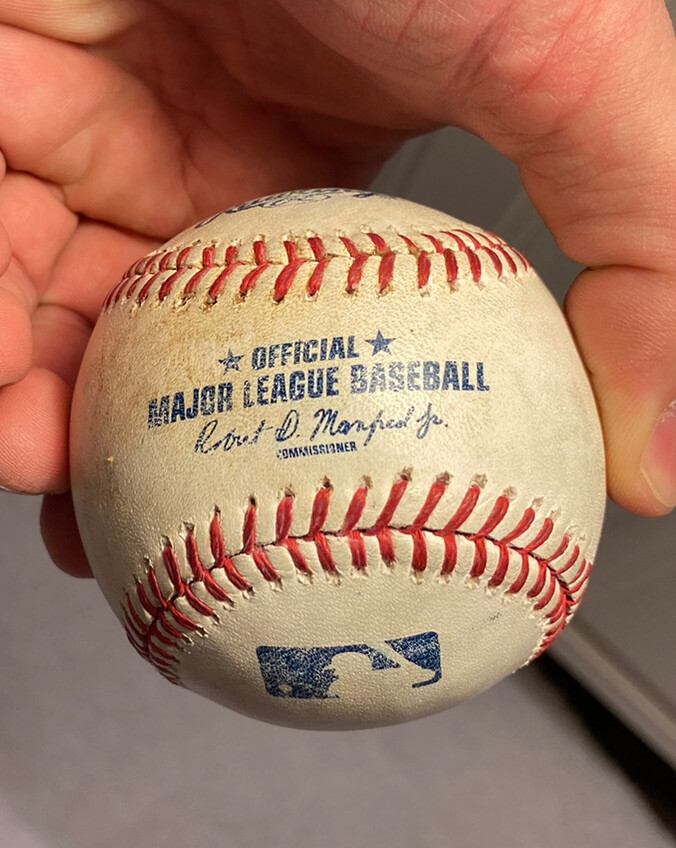 OFFICIAL
MAJOR LEAGUE BASEBALL
Robert D. Manfred Jr.
COMMISSIONER